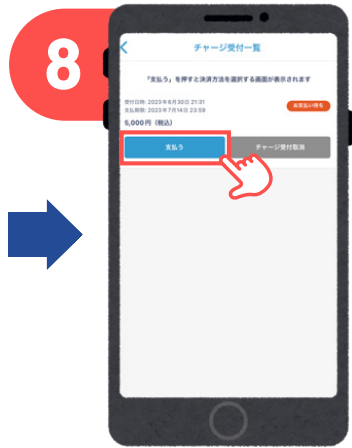 8
チャージ受付一覧
「支払う」を押すと決済方法を選択する画面が表示されます
受付日時: 2023年6月30日 21:31
支払期限: 2023年7月14日 23:59
お支払い待ち
5,000円（税込）
支払う
チャージ受付取消